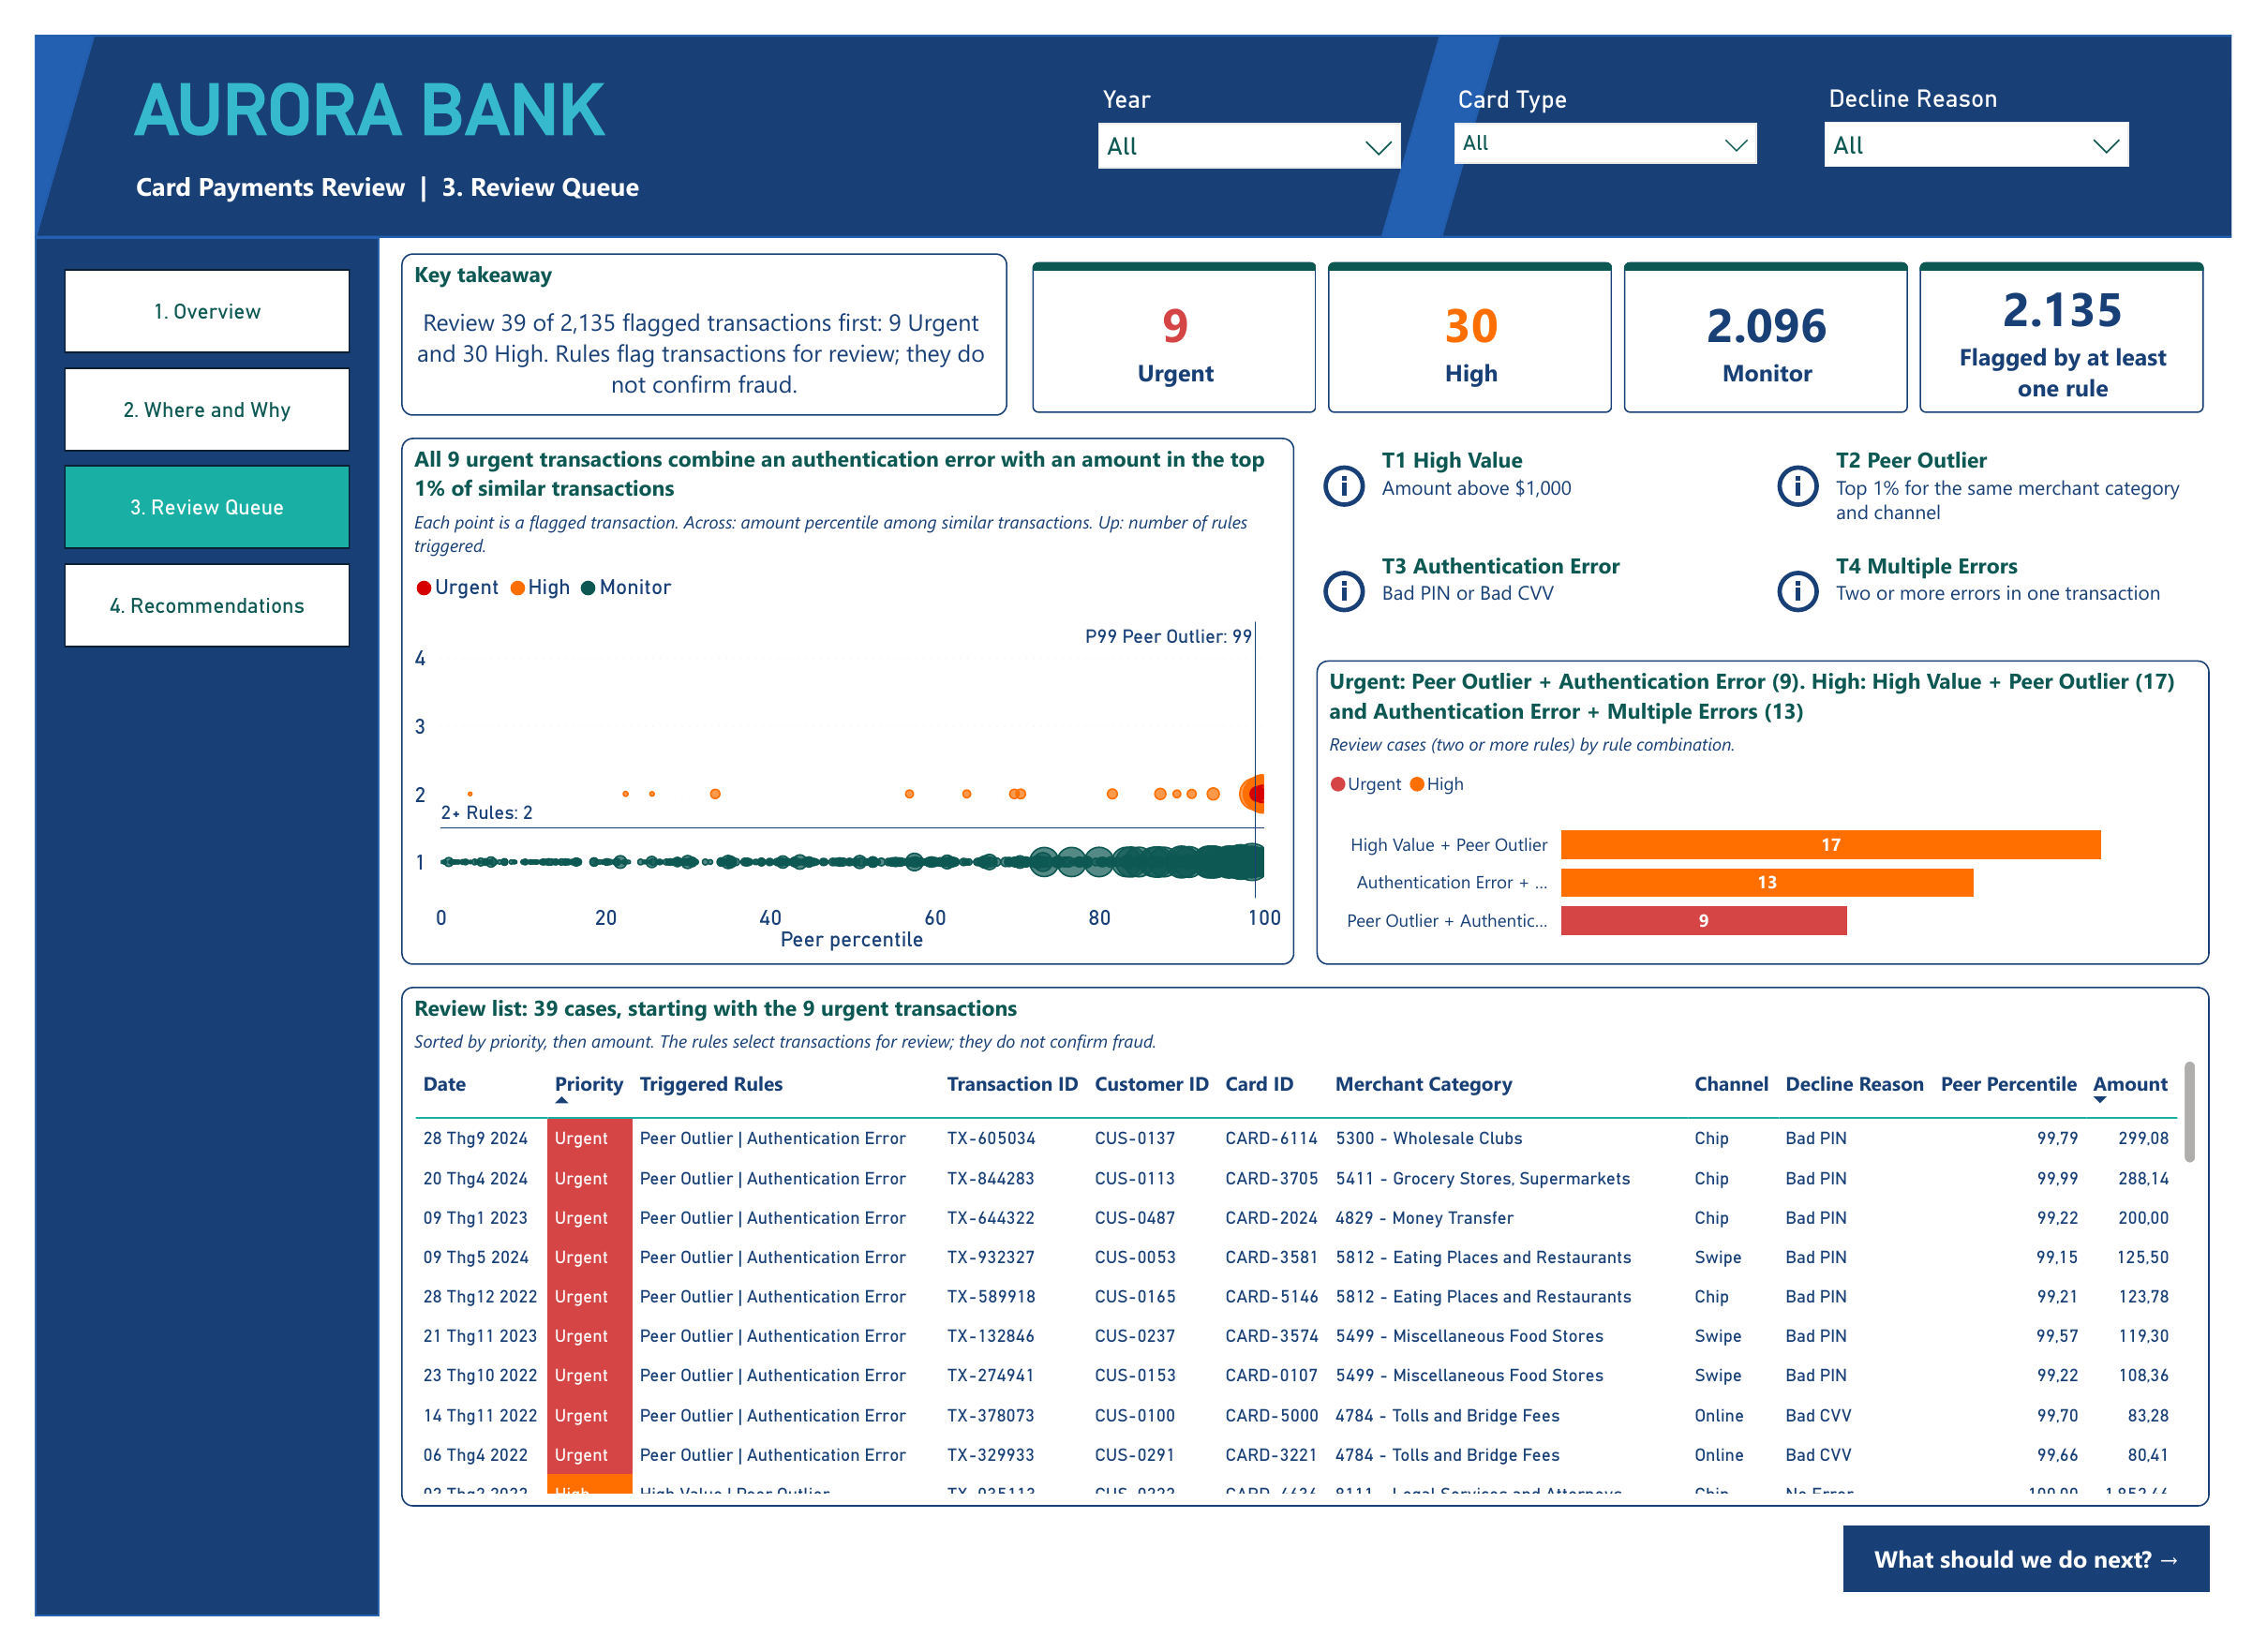 AURORA BANK
Card Payments Review | 3. Review Queue
Year
All
Card Type
All
Decline Reason
All
1. Overview
2. Where and Why
3. Review Queue
4. Recommendations
Key takeaway
Review 39 of 2,135 flagged transactions first: 9 Urgent
and 30 High. Rules flag transactions for review; they do
not confirm fraud.
9
Urgent
30
High
2.096
Monitor
2.135
Flagged by at least
one rule
All 9 urgent transactions combine an authentication error with an amount in the top
1% of similar transactions
Each point is a flagged transaction. Across: amount percentile among similar transactions. Up: number of rules
triggered.
Urgent High Monitor
P99 Peer Outlier: 99
4
3
2
2+ Rules: 2
1
0 20 40 60 80 100
Peer percentile
T1 High Value
Amount above $1,000
T2 Peer Outlier
Top 1% for the same merchant category
and channel
T3 Authentication Error
Bad PIN or Bad CVV
T4 Multiple Errors
Two or more errors in one transaction
Urgent: Peer Outlier + Authentication Error (9). High: High Value + Peer Outlier (17)
and Authentication Error + Multiple Errors (13)
Review cases (two or more rules) by rule combination.
Urgent High
High Value + Peer Outlier 17
Authentication Error + ... 13
Peer Outlier + Authentic... 9
Review list: 39 cases, starting with the 9 urgent transactions
Sorted by priority, then amount. The rules select transactions for review; they do not confirm fraud.
Date Priority Triggered Rules Transaction ID Customer ID Card ID Merchant Category Channel Decline Reason Peer Percentile Amount
28 Thg9 2024 Urgent Peer Outlier | Authentication Error TX-605034 CUS-0137 CARD-6114 5300 - Wholesale Clubs Chip Bad PIN 99,79 299,08
20 Thg4 2024 Urgent Peer Outlier | Authentication Error TX-844283 CUS-0113 CARD-3705 5411 - Grocery Stores, Supermarkets Chip Bad PIN 99,99 288,14
09 Thg1 2023 Urgent Peer Outlier | Authentication Error TX-644322 CUS-0487 CARD-2024 4829 - Money Transfer Chip Bad PIN 99,22 200,00
09 Thg5 2024 Urgent Peer Outlier | Authentication Error TX-932327 CUS-0053 CARD-3581 5812 - Eating Places and Restaurants Swipe Bad PIN 99,15 125,50
28 Thg12 2022 Urgent Peer Outlier | Authentication Error TX-589918 CUS-0165 CARD-5146 5812 - Eating Places and Restaurants Chip Bad PIN 99,21 123,78
21 Thg11 2023 Urgent Peer Outlier | Authentication Error TX-132846 CUS-0237 CARD-3574 5499 - Miscellaneous Food Stores Swipe Bad PIN 99,57 119,30
23 Thg10 2022 Urgent Peer Outlier | Authentication Error TX-274941 CUS-0153 CARD-0107 5499 - Miscellaneous Food Stores Swipe Bad PIN 99,22 108,36
14 Thg11 2022 Urgent Peer Outlier | Authentication Error TX-378073 CUS-0100 CARD-5000 4784 - Tolls and Bridge Fees Online Bad CVV 99,70 83,28
06 Thg4 2022 Urgent Peer Outlier | Authentication Error TX-329933 CUS-0291 CARD-3221 4784 - Tolls and Bridge Fees Online Bad CVV 99,66 80,41
High High Value | Peer Outlier Legal Services and Attorneys Chip No Error
What should we do next? →